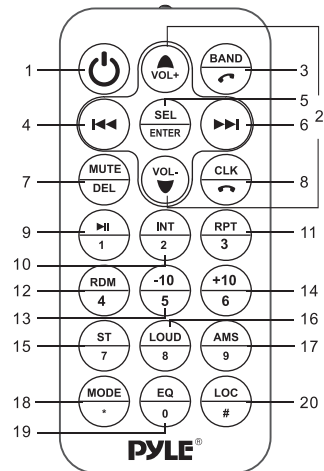 1
VOL+
BAND
3
2
5
4
SEL
ENTER
6
7
MUTE
DEL
VOL-
CLK
8
9
1
INT
2
RPT
3
11
10
12
RDM
4
-10
5
+10
6
14
13
16
15
ST
7
LOUD
8
AMS
9
17
18
MODE
*
EQ
0
LOC
#
20
19
PYLE®